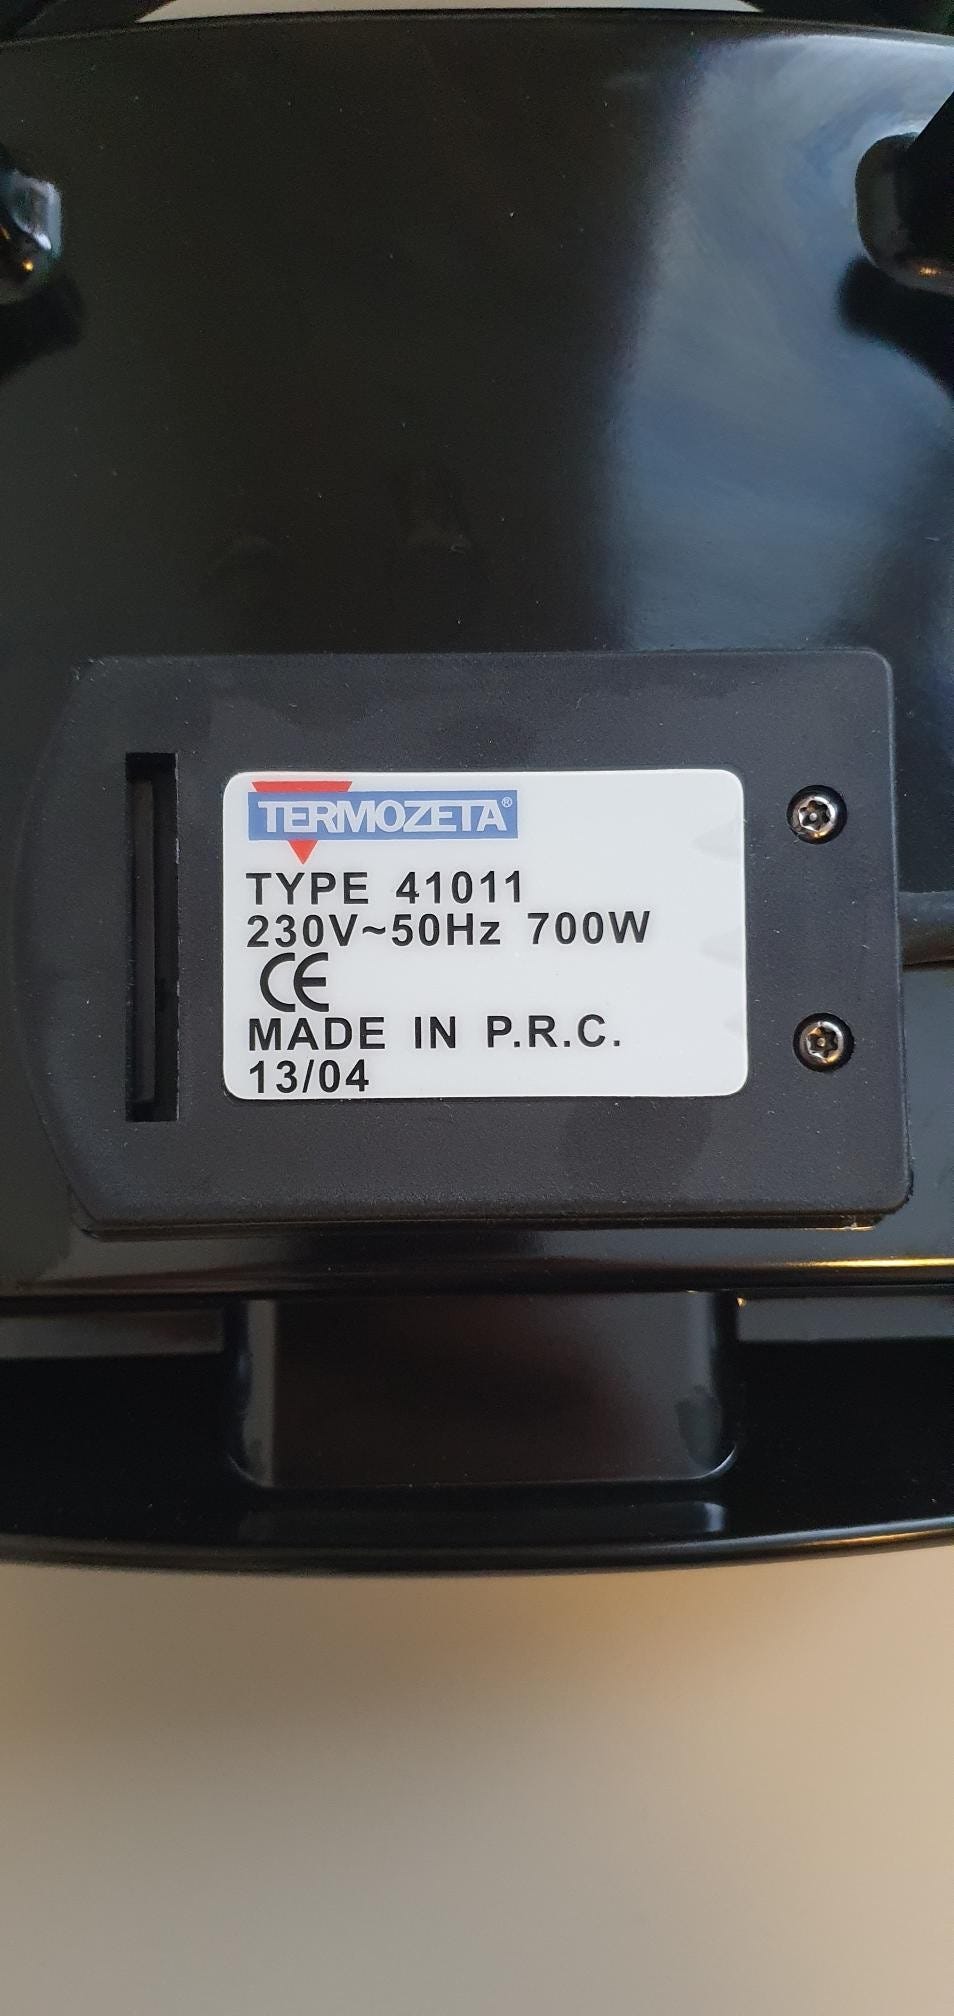 TERMOZETA®
TYPE 41011
230V~50Hz 700W
CE
MADE IN P.R.C.
13/04